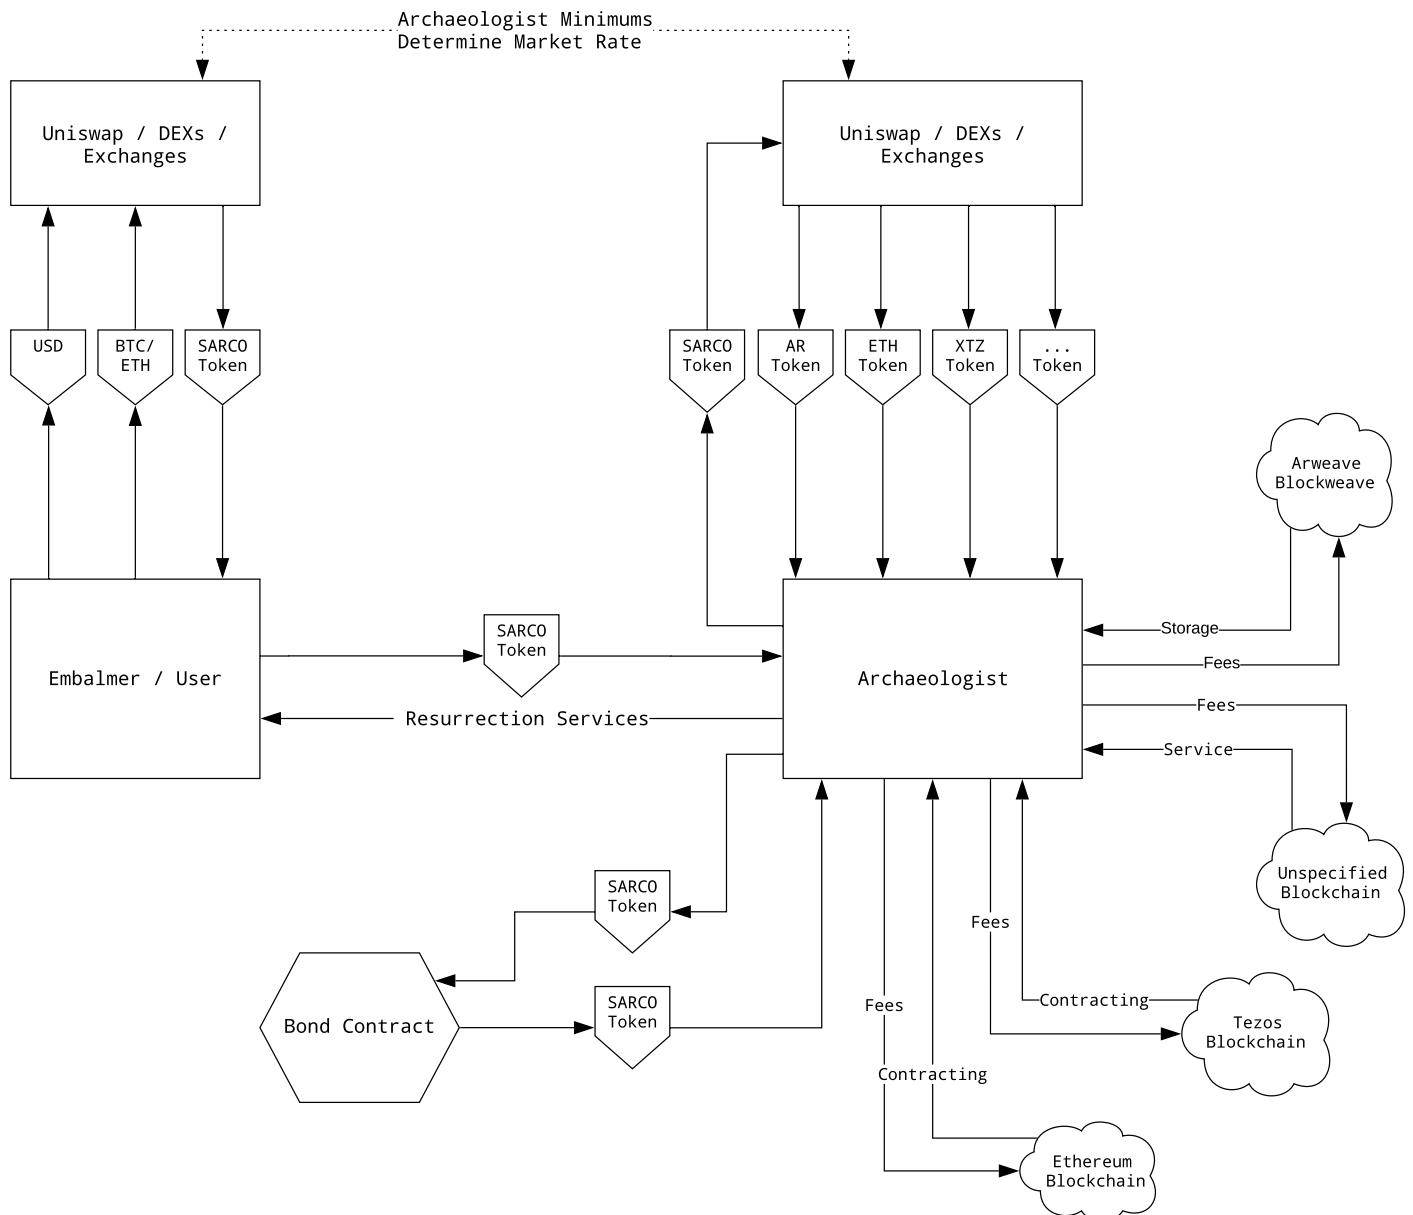 Archaeologist Minimums
Determine Market Rate
Uniswap / DEXs /
Exchanges
Uniswap / DEXs /
Exchanges
USD
BTC/
ETH
SARCO
Token
SARCO
Token
AR
Token
ETH
Token
XTZ
Token
...
Token
Arweave
Blockweave
SARCO
Token
Storage
Fees
Embalmer / User
Archaeologist
Fees
Resurrection Services
Service
SARCO
Token
Unspecified
Blockchain
Fees
SARCO
Token
Fees
Contracting
Bond Contract
Tezos
Blockchain
Contracting
Ethereum
Blockchain